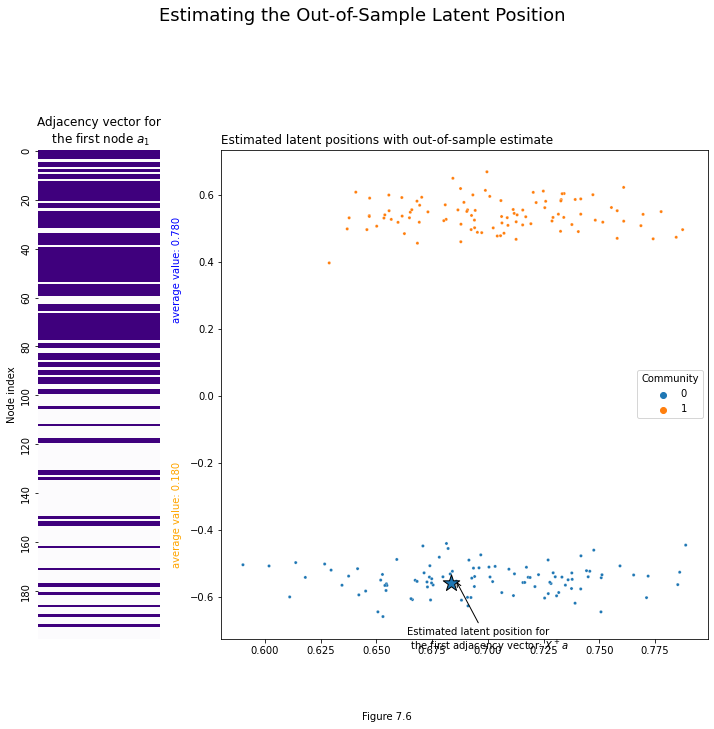 Estimating the Out-of-Sample Latent Position
Adjacency vector for
the first node a₁
Node index
0
20
40
60
80
100
120
140
160
180
average value: 0.780
average value: 0.180
Estimated latent positions with out-of-sample estimate
0.6
0.4
0.2
0.0
−0.2
−0.4
−0.6
Community
0
1
Estimated latent position for
the first adjacency vector: X̂⁺a
0.600 0.625 0.650 0.675 0.700 0.725 0.750 0.775
Figure 7.6